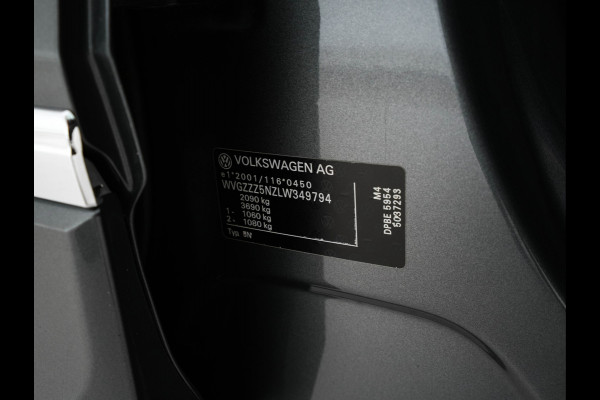 VOLKSWAGEN AG
e1*2001/116*0450
WVGZZZ5NZLW349794
2090 kg
3690 kg
1- 1060 kg
2- 1080 kg
Typ 5N
M4
DPBE 5954
5037293